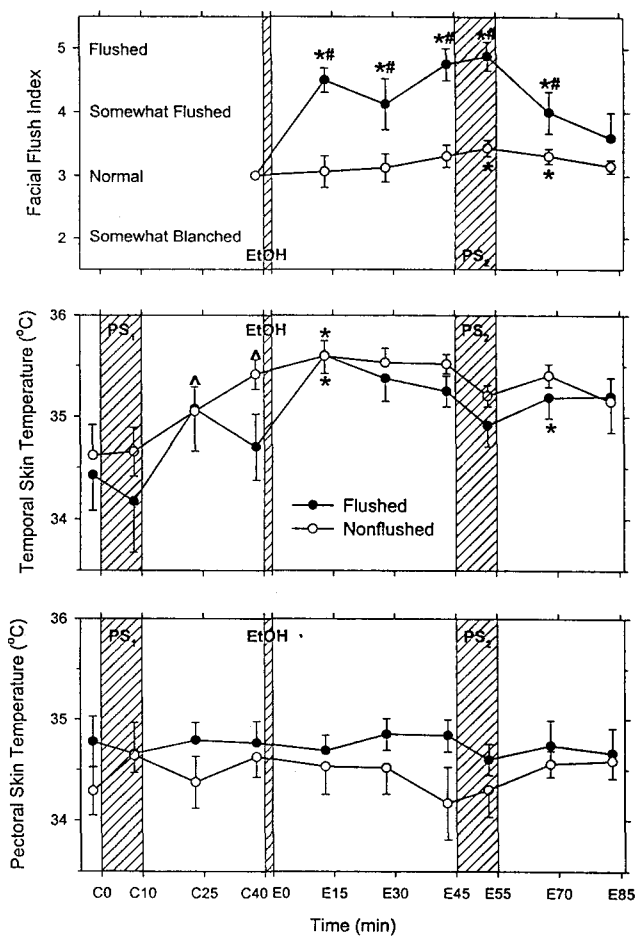 5
Flushed
*# *# *# *# *#
4
Somewhat Flushed
3
Normal
* *
2
Somewhat Blanched
EtOH
PS2
Facial Flush Index
36
PS1
EtOH
PS2
^ ^ * *
35
*
34
Flushed
Nonflushed
Temporal Skin Temperature (°C)
36
PS1
EtOH
PS2
35
34
Pectoral Skin Temperature (°C)
C0 C10 C25 C40 E0 E15 E30 E45 E55 E70 E85
Time (min)